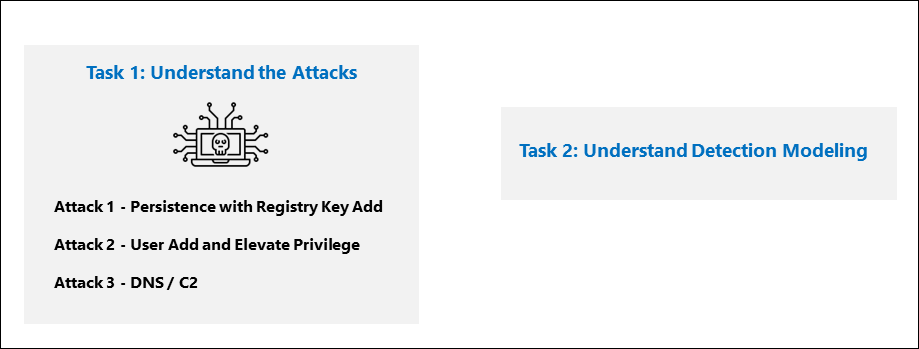 Task 1: Understand the Attacks
Attack 1 - Persistence with Registry Key Add
Attack 2 - User Add and Elevate Privilege
Attack 3 - DNS / C2
Task 2: Understand Detection Modeling